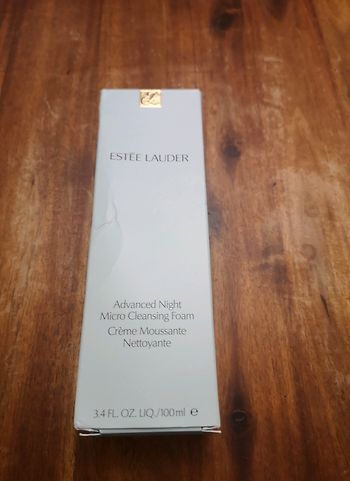 ESTĒE LAUDER
Advanced Night
Micro Cleansing Foam
Crème Moussante
Nettoyante
3.4 FL. OZ. LIQ./100 ml ℮